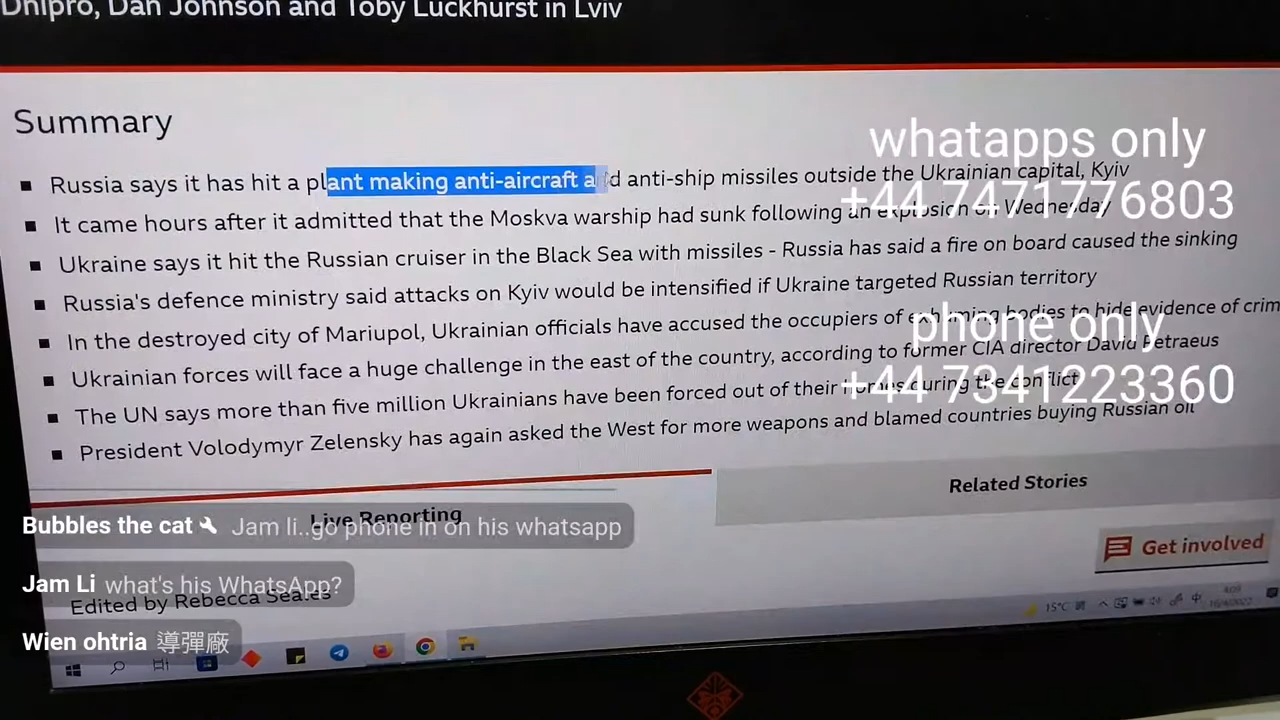 Dnipro, Dan Johnson and Toby Luckhurst in Lviv
Summary
Russia says it has hit a plant making anti-aircraft and anti-ship missiles outside the Ukrainian capital, Kyiv
It came hours after it admitted that the Moskva warship had sunk following an explosion on Wednesday
Ukraine says it hit the Russian cruiser in the Black Sea with missiles - Russia has said a fire on board caused the sinking
Russia's defence ministry said attacks on Kyiv would be intensified if Ukraine targeted Russian territory
In the destroyed city of Mariupol, Ukrainian officials have accused the occupiers of exhuming bodies to hide evidence of crim
Ukrainian forces will face a huge challenge in the east of the country, according to former CIA director David Petraeus
The UN says more than five million Ukrainians have been forced out of their homes during the conflict
President Volodymyr Zelensky has again asked the West for more weapons and blamed countries buying Russian oil
whatapps only
+44 7471776803
phone only
+44 7341223360
Live Reporting
Related Stories
Get involved
Edited by Rebecca Seales
Bubbles the cat Jam li..go phone in on his whatsapp
Jam Li what's his WhatsApp?
Wien ohtria 導彈廠
15°C
中